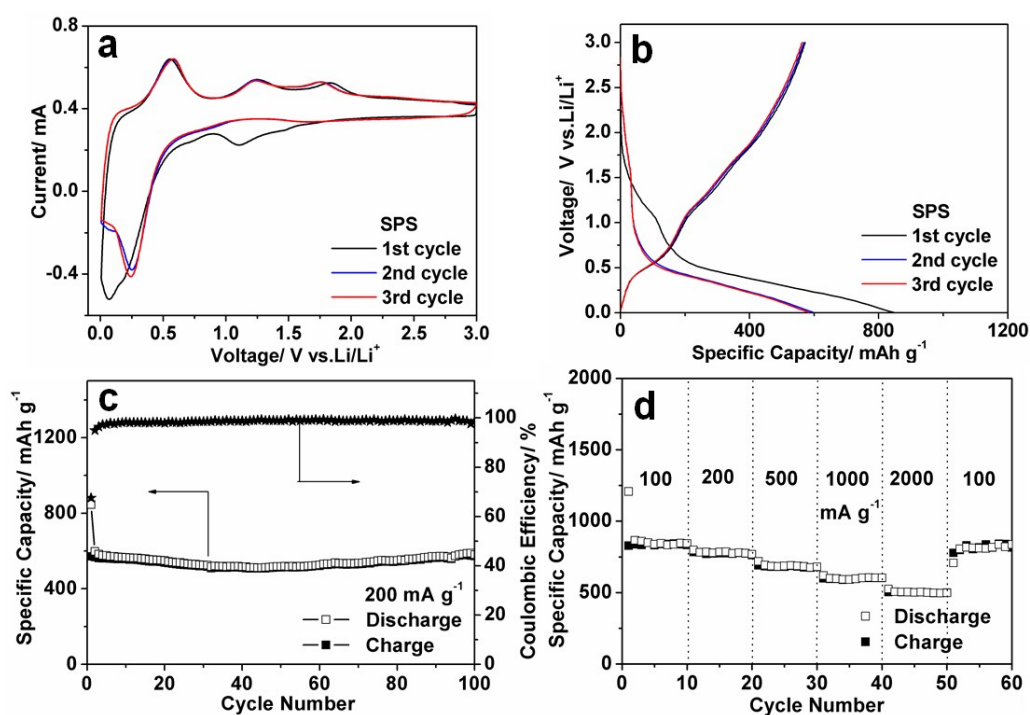 a
0.8
0.4
0.0
-0.4
Current/ mA
SPS
1st cycle
2nd cycle
3rd cycle
0.0 0.5 1.0 1.5 2.0 2.5 3.0
Voltage/ V vs.Li/Li⁺
b
3.0
2.5
2.0
1.5
1.0
0.5
0.0
Voltage/ V vs.Li/Li⁺
SPS
1st cycle
2nd cycle
3rd cycle
0 400 800 1200
Specific Capacity/ mAh g⁻¹
c
1200
900
600
300
0
Specific Capacity/ mAh g⁻¹
100
80
60
40
20
0
Coulombic Efficiency/ %
200 mA g⁻¹
Discharge
Charge
0 20 40 60 80 100
Cycle Number
d
2000
1500
1000
500
0
Specific Capacity/ mAh g⁻¹
100 200 500 1000 2000 100
mA g⁻¹
Discharge
Charge
0 10 20 30 40 50 60
Cycle Number